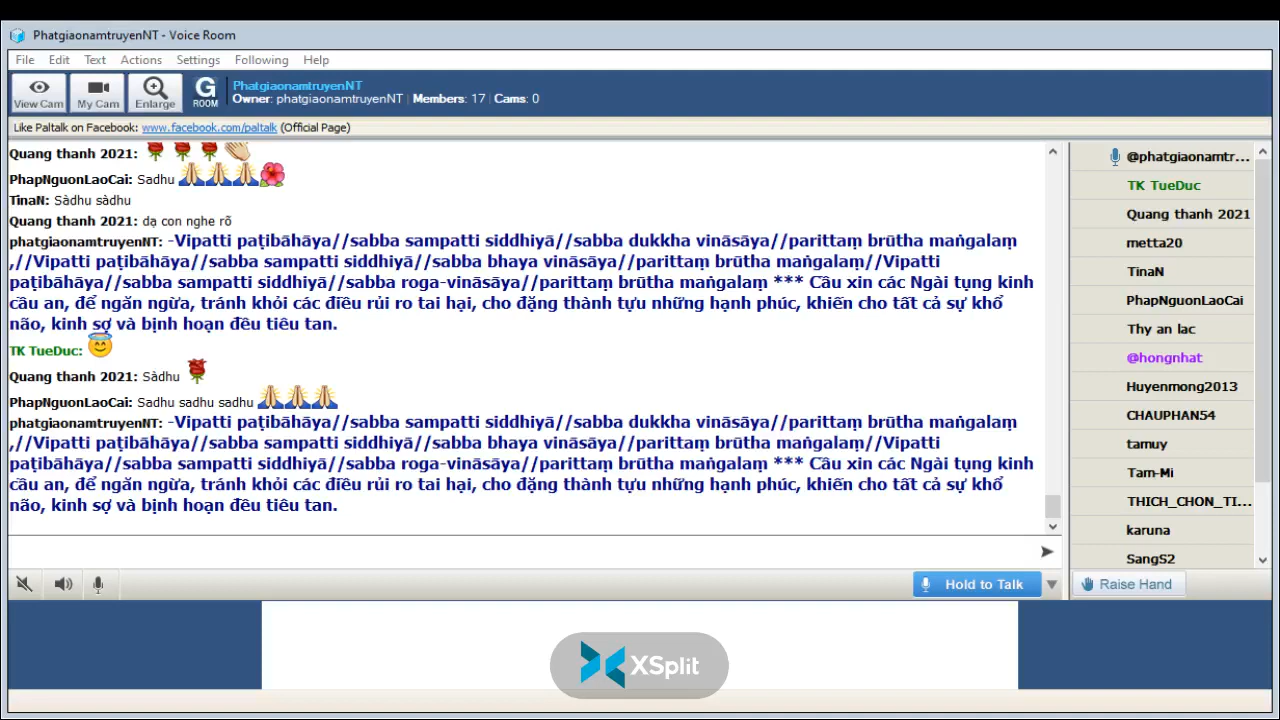 PhatgiaonamtruyenNT - Voice Room
File Edit Text Actions Settings Following Help
View Cam
My Cam
Enlarge
G ROOM
PhatgiaonamtruyenNT
Owner: phatgiaonamtruyenNT | Members: 17 | Cams: 0
Like Paltalk on Facebook: www.facebook.com/paltalk (Official Page)
Quang thanh 2021:
PhapNguonLaoCai: Sadhu
TinaN: Sàdhu sàdhu
Quang thanh 2021: dạ con nghe rõ
phatgiaonamtruyenNT: -Vipatti paṭibāhāya//sabba sampatti siddhiyā//sabba dukkha vināsāya//parittaṃ brūtha maṅgalaṃ
,//Vipatti paṭibāhāya//sabba sampatti siddhiyā//sabba bhaya vināsāya//parittaṃ brūtha maṅgalaṃ//Vipatti
paṭibāhāya//sabba sampatti siddhiyā//sabba roga-vināsāya//parittaṃ brūtha maṅgalaṃ *** Cầu xin các Ngài tụng kinh
cầu an, để ngăn ngừa, tránh khỏi các điều rủi ro tai hại, cho đặng thành tựu những hạnh phúc, khiến cho tất cả sự khổ
não, kinh sợ và bịnh hoạn đều tiêu tan.
TK TueDuc:
Quang thanh 2021: Sàdhu
PhapNguonLaoCai: Sadhu sadhu sadhu
phatgiaonamtruyenNT: -Vipatti paṭibāhāya//sabba sampatti siddhiyā//sabba dukkha vināsāya//parittaṃ brūtha maṅgalaṃ
,//Vipatti paṭibāhāya//sabba sampatti siddhiyā//sabba bhaya vināsāya//parittaṃ brūtha maṅgalaṃ//Vipatti
paṭibāhāya//sabba sampatti siddhiyā//sabba roga-vināsāya//parittaṃ brūtha maṅgalaṃ *** Cầu xin các Ngài tụng kinh
cầu an, để ngăn ngừa, tránh khỏi các điều rủi ro tai hại, cho đặng thành tựu những hạnh phúc, khiến cho tất cả sự khổ
não, kinh sợ và bịnh hoạn đều tiêu tan.
@phatgiaonamtr...
TK TueDuc
Quang thanh 2021
metta20
TinaN
PhapNguonLaoCai
Thy an lac
@hongnhat
Huyenmong2013
CHAUPHAN54
tamuy
Tam-Mi
THICH_CHON_TI...
karuna
SangS2
Hold to Talk
Raise Hand
XSplit